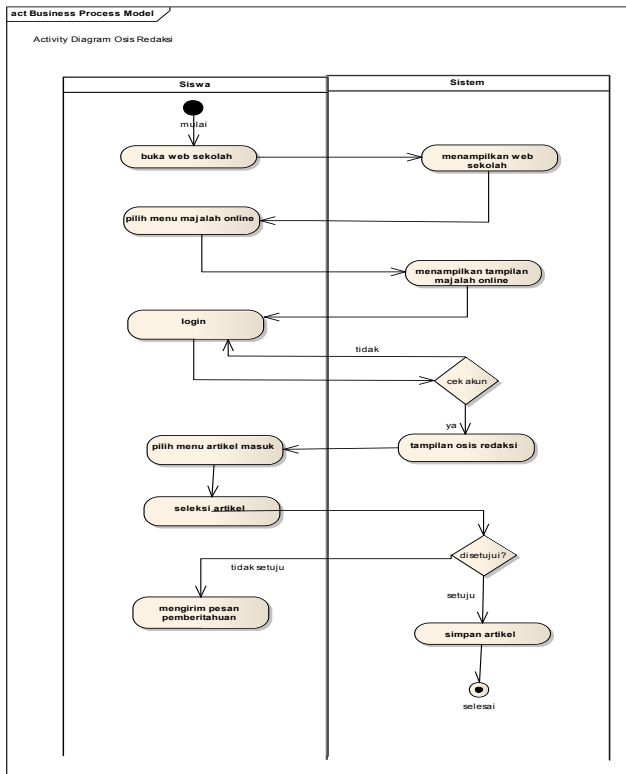 act Business Process Model
Activity Diagram Osis Redaksi
Siswa
Sistem
mulai
buka web sekolah
menampilkan web
sekolah
pilih menu majalah online
menampilkan tampilan
majalah online
login
tidak
cek akun
ya
pilih menu artikel masuk
tampilan osis redaksi
seleksi artikel
disetujui?
tidak setuju
setuju
mengirim pesan
pemberitahuan
simpan artikel
selesai